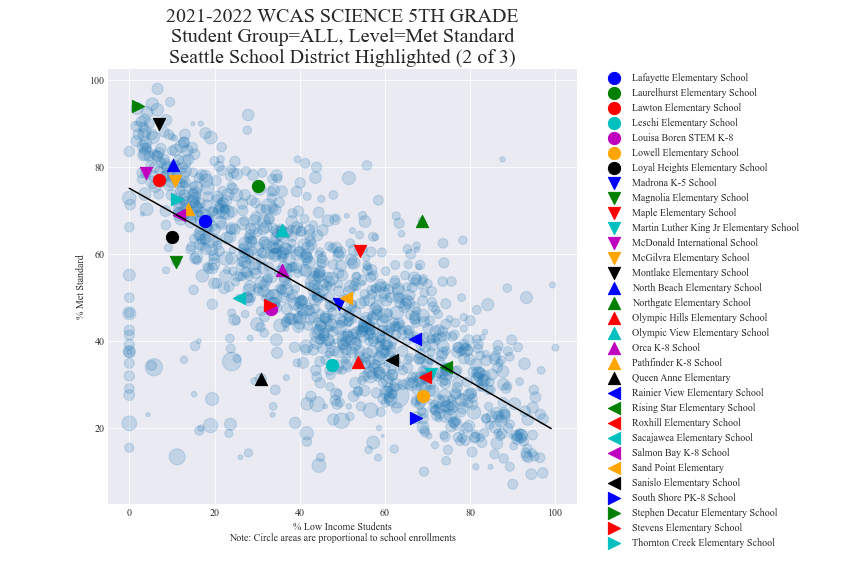 2021-2022 WCAS SCIENCE 5TH GRADE
Student Group=ALL, Level=Met Standard
Seattle School District Highlighted (2 of 3)
100
80
60
40
20
% Met Standard
0
20
40
60
80
100
% Low Income Students
Note: Circle areas are proportional to school enrollments
Lafayette Elementary School
Laurelhurst Elementary School
Lawton Elementary School
Leschi Elementary School
Louisa Boren STEM K-8
Lowell Elementary School
Loyal Heights Elementary School
Madrona K-5 School
Magnolia Elementary School
Maple Elementary School
Martin Luther King Jr Elementary School
McDonald International School
McGilvra Elementary School
Montlake Elementary School
North Beach Elementary School
Northgate Elementary School
Olympic Hills Elementary School
Olympic View Elementary School
Orca K-8 School
Pathfinder K-8 School
Queen Anne Elementary
Rainier View Elementary School
Rising Star Elementary School
Roxhill Elementary School
Sacajawea Elementary School
Salmon Bay K-8 School
Sand Point Elementary
Sanislo Elementary School
South Shore PK-8 School
Stephen Decatur Elementary School
Stevens Elementary School
Thornton Creek Elementary School